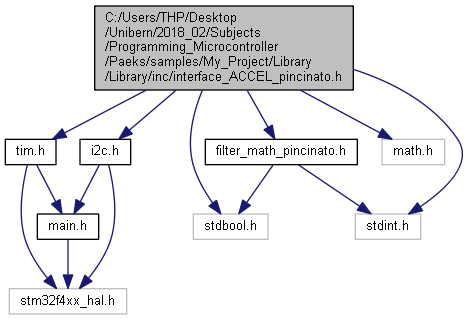 C:/Users/THP/Desktop
/Unibern/2018_02/Subjects
/Programming_Microcontroller
/Paeks/samples/My_Project/Library
/Library/inc/interface_ACCEL_pincinato.h
tim.h
i2c.h
filter_math_pincinato.h
math.h
main.h
stdbool.h
stdint.h
stm32f4xx_hal.h